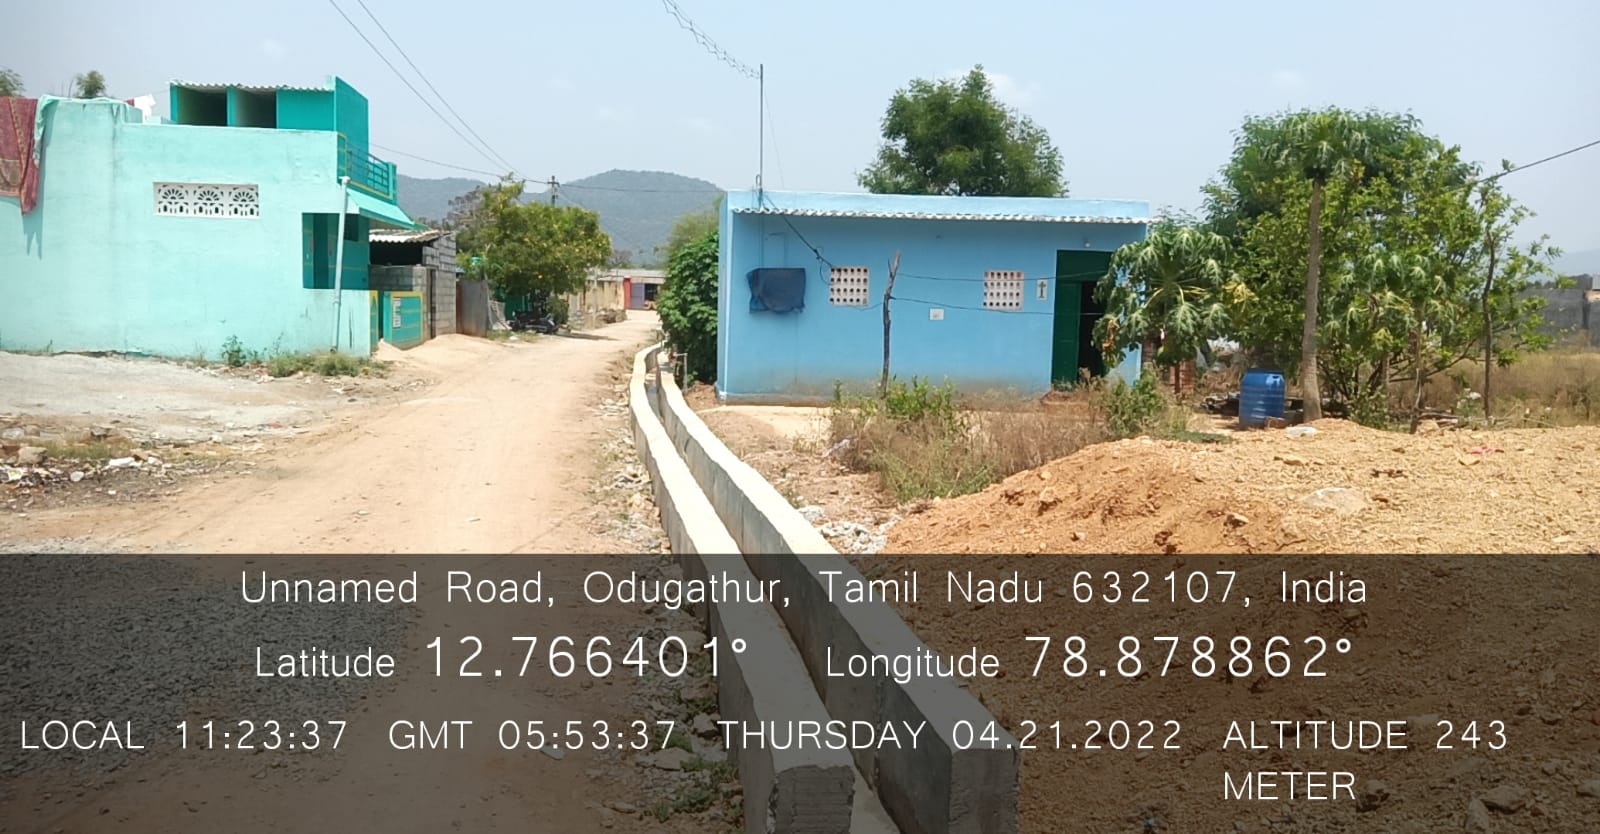 Unnamed Road, Odugathur, Tamil Nadu 632107, India
Latitude 12.766401° Longitude 78.878862°
LOCAL 11:23:37 GMT 05:53:37 THURSDAY 04.21.2022 ALTITUDE 243
METER